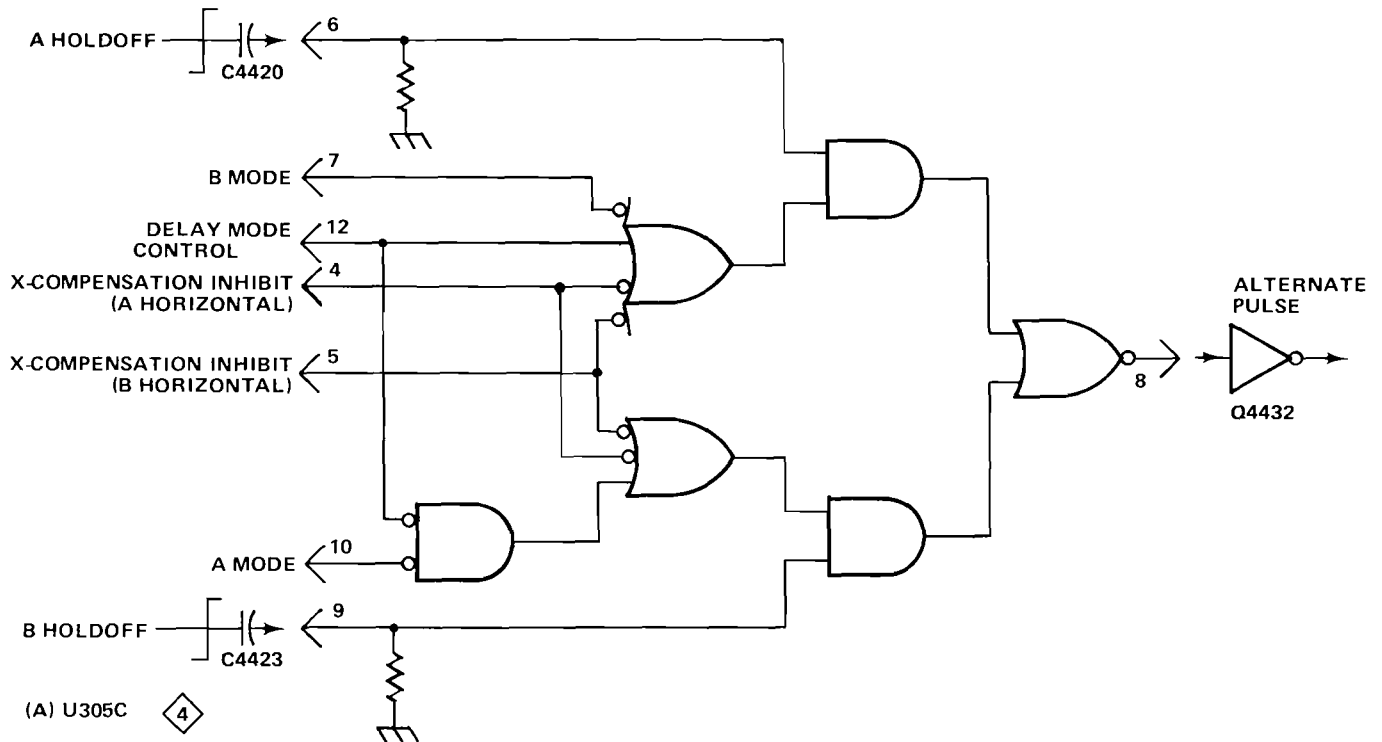 A HOLDOFF
6
C4420
7
B MODE
DELAY MODE
CONTROL
12
X-COMPENSATION INHIBIT
(A HORIZONTAL)
4
X-COMPENSATION INHIBIT
(B HORIZONTAL)
5
ALTERNATE
PULSE
8
Q4432
A MODE
10
B HOLDOFF
9
C4423
(A) U305C
4